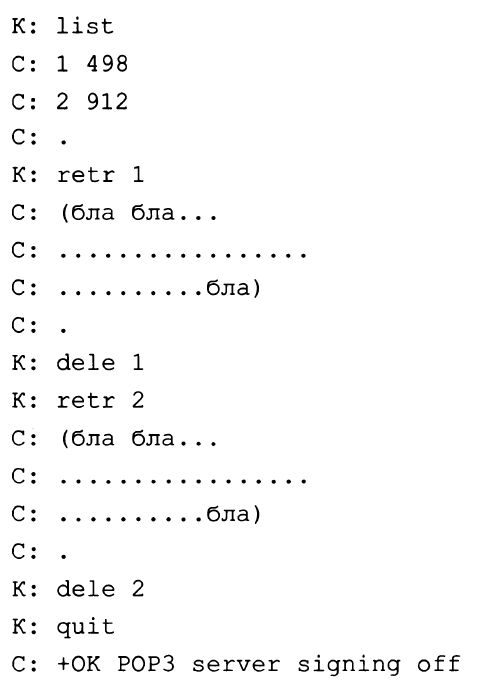 К: list
С: 1 498
С: 2 912
С: .
К: retr 1
С: (бла бла...
С: .................
С: ..........бла)
С: .
К: dele 1
К: retr 2
С: (бла бла...
С: .................
С: ..........бла)
С: .
К: dele 2
К: quit
С: +OK POP3 server signing off